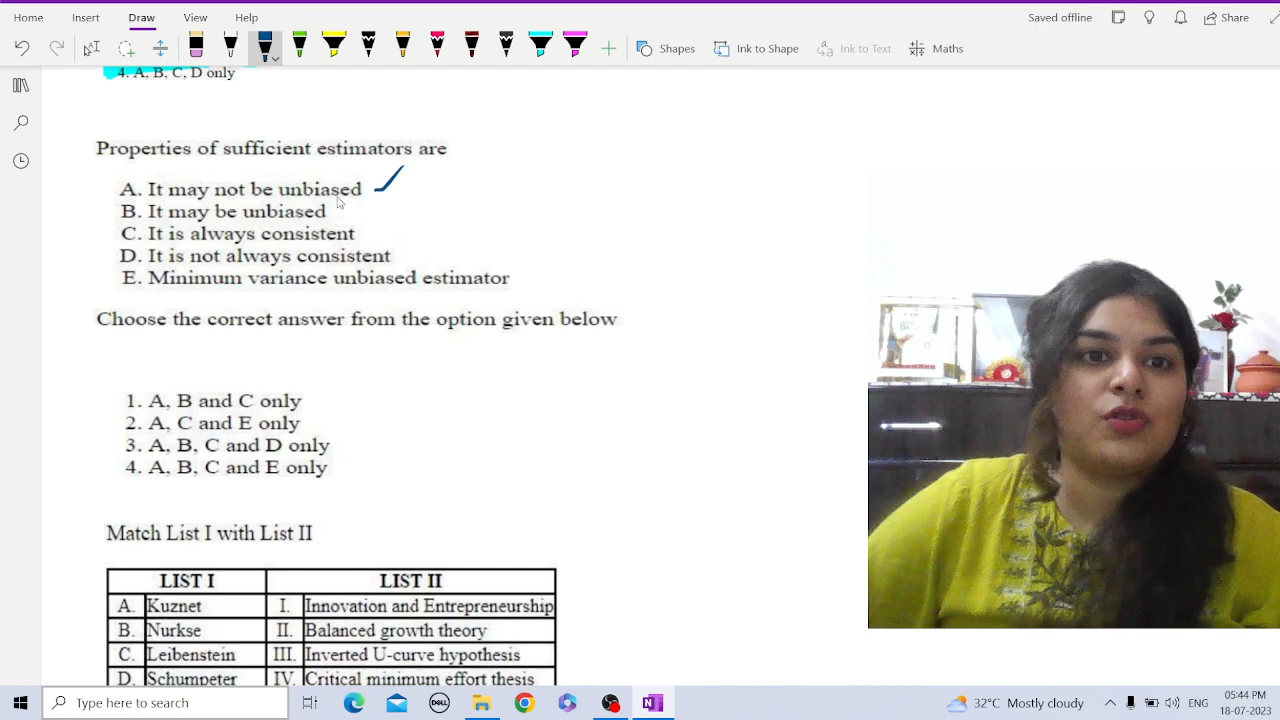 Home Insert Draw View Help Saved offline Share
Shapes Ink to Shape Ink to Text Maths
4. A, B, C, D only
Properties of sufficient estimators are
A. It may not be unbiased
B. It may be unbiased
C. It is always consistent
D. It is not always consistent
E. Minimum variance unbiased estimator
Choose the correct answer from the option given below
1. A, B and C only
2. A, C and E only
3. A, B, C and D only
4. A, B, C and E only
Match List I with List II
LIST I LIST II
A. Kuznet I. Innovation and Entrepreneurship
B. Nurkse II. Balanced growth theory
C. Leibenstein III. Inverted U-curve hypothesis
D. Schumpeter IV. Critical minimum effort thesis
Type here to search DELL 32°C Mostly cloudy ENG 5:44 PM
18-07-2023